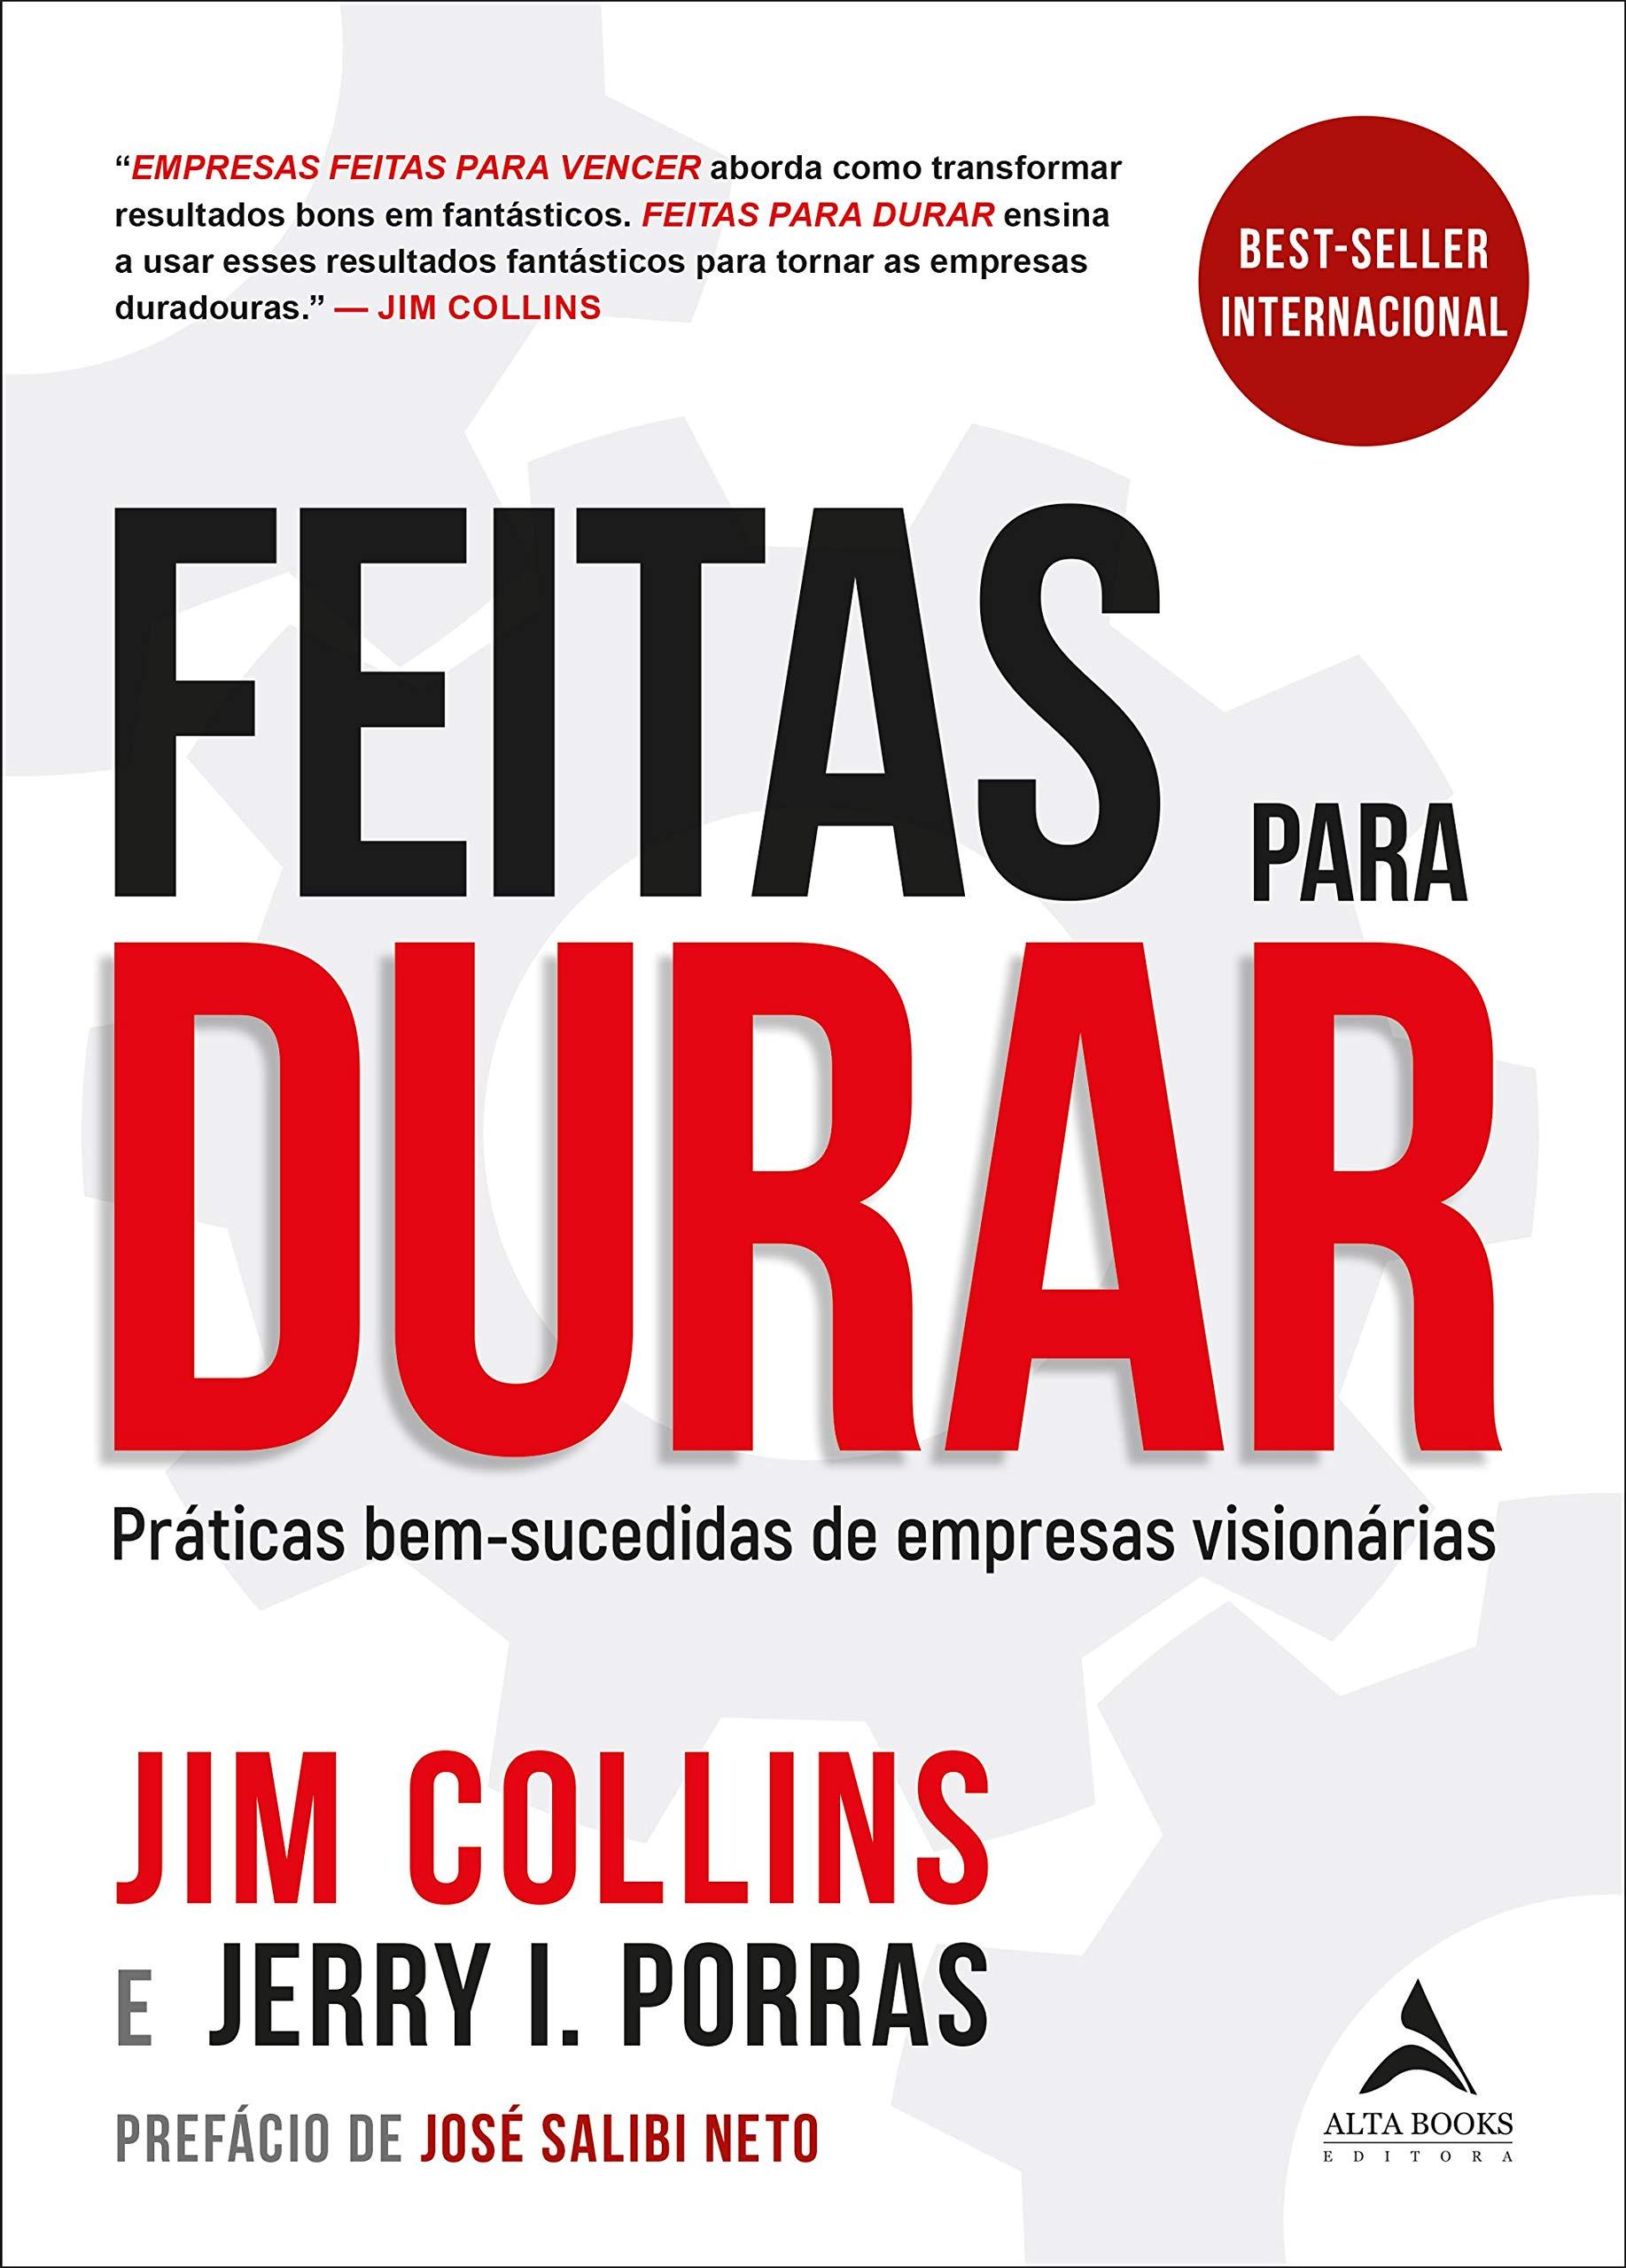 “EMPRESAS FEITAS PARA VENCER aborda como transformar
resultados bons em fantásticos. FEITAS PARA DURAR ensina
a usar esses resultados fantásticos para tornar as empresas
duradouras.” — JIM COLLINS
BEST-SELLER
INTERNACIONAL
FEITAS PARA
DURAR
Práticas bem-sucedidas de empresas visionárias
JIM COLLINS
E JERRY I. PORRAS
PREFÁCIO DE JOSÉ SALIBI NETO
ALTA BOOKS
EDITORA